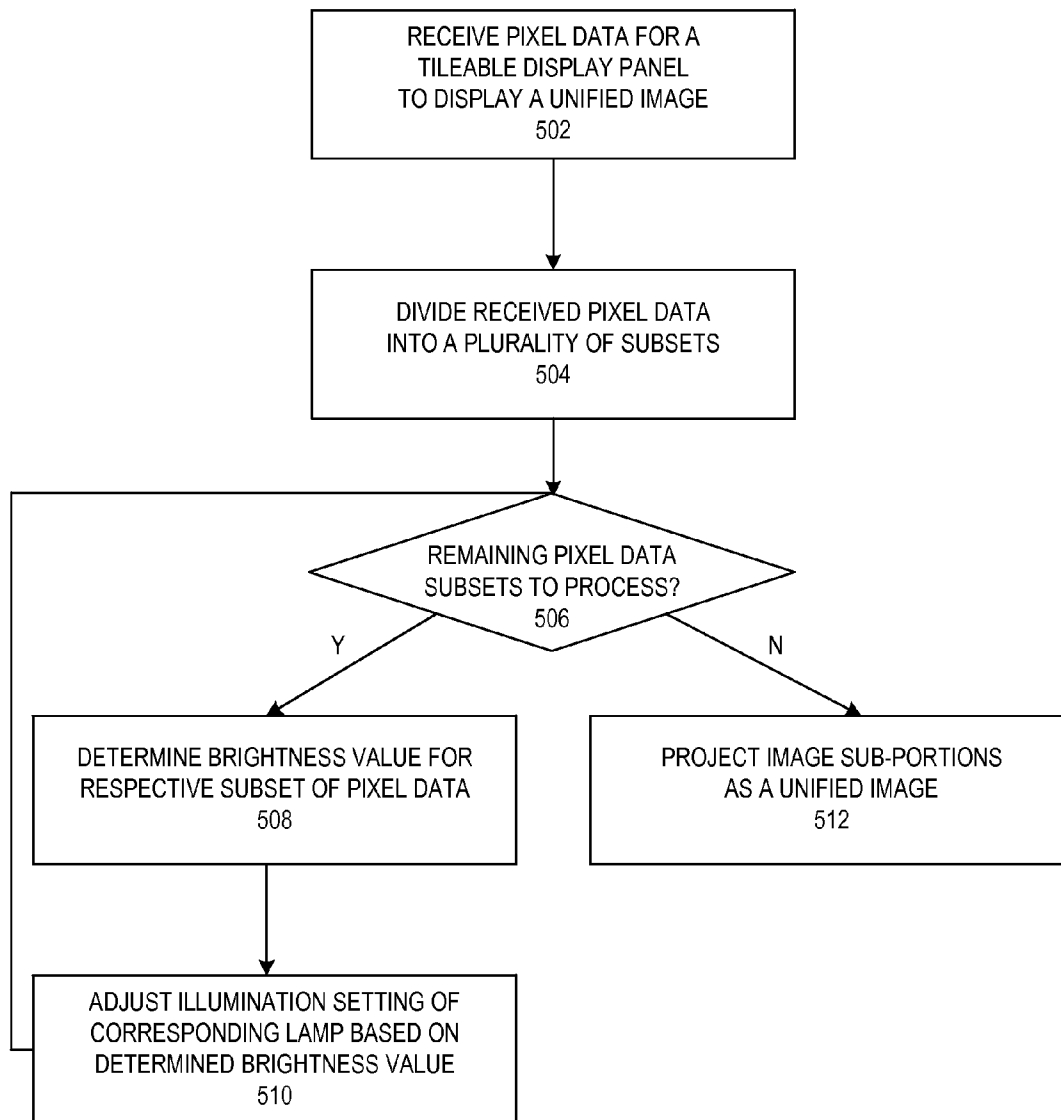 RECEIVE PIXEL DATA FOR A
TILEABLE DISPLAY PANEL
TO DISPLAY A UNIFIED IMAGE
502
DIVIDE RECEIVED PIXEL DATA
INTO A PLURALITY OF SUBSETS
504
REMAINING PIXEL DATA
SUBSETS TO PROCESS?
506
Y
N
DETERMINE BRIGHTNESS VALUE FOR
RESPECTIVE SUBSET OF PIXEL DATA
508
PROJECT IMAGE SUB-PORTIONS
AS A UNIFIED IMAGE
512
ADJUST ILLUMINATION SETTING OF
CORRESPONDING LAMP BASED ON
DETERMINED BRIGHTNESS VALUE
510